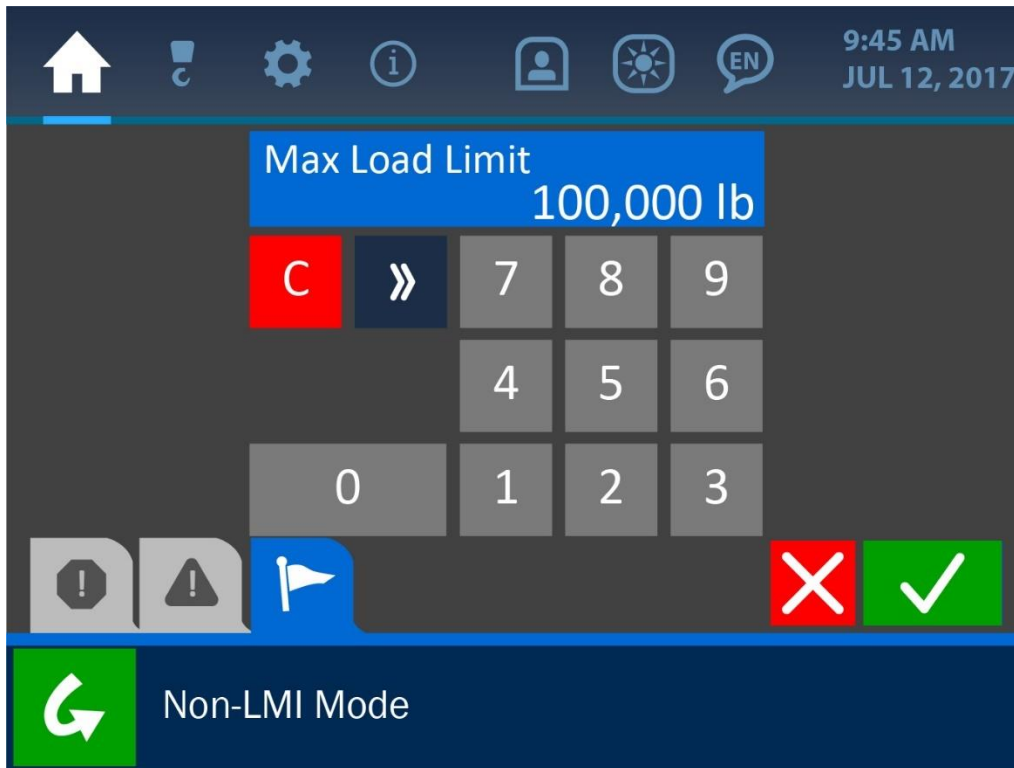 9:45 AM
EN
JUL 12, 2017
Max Load Limit
100,000 lb
C » 7 8 9
4 5 6
0 1 2 3
Non-LMI Mode